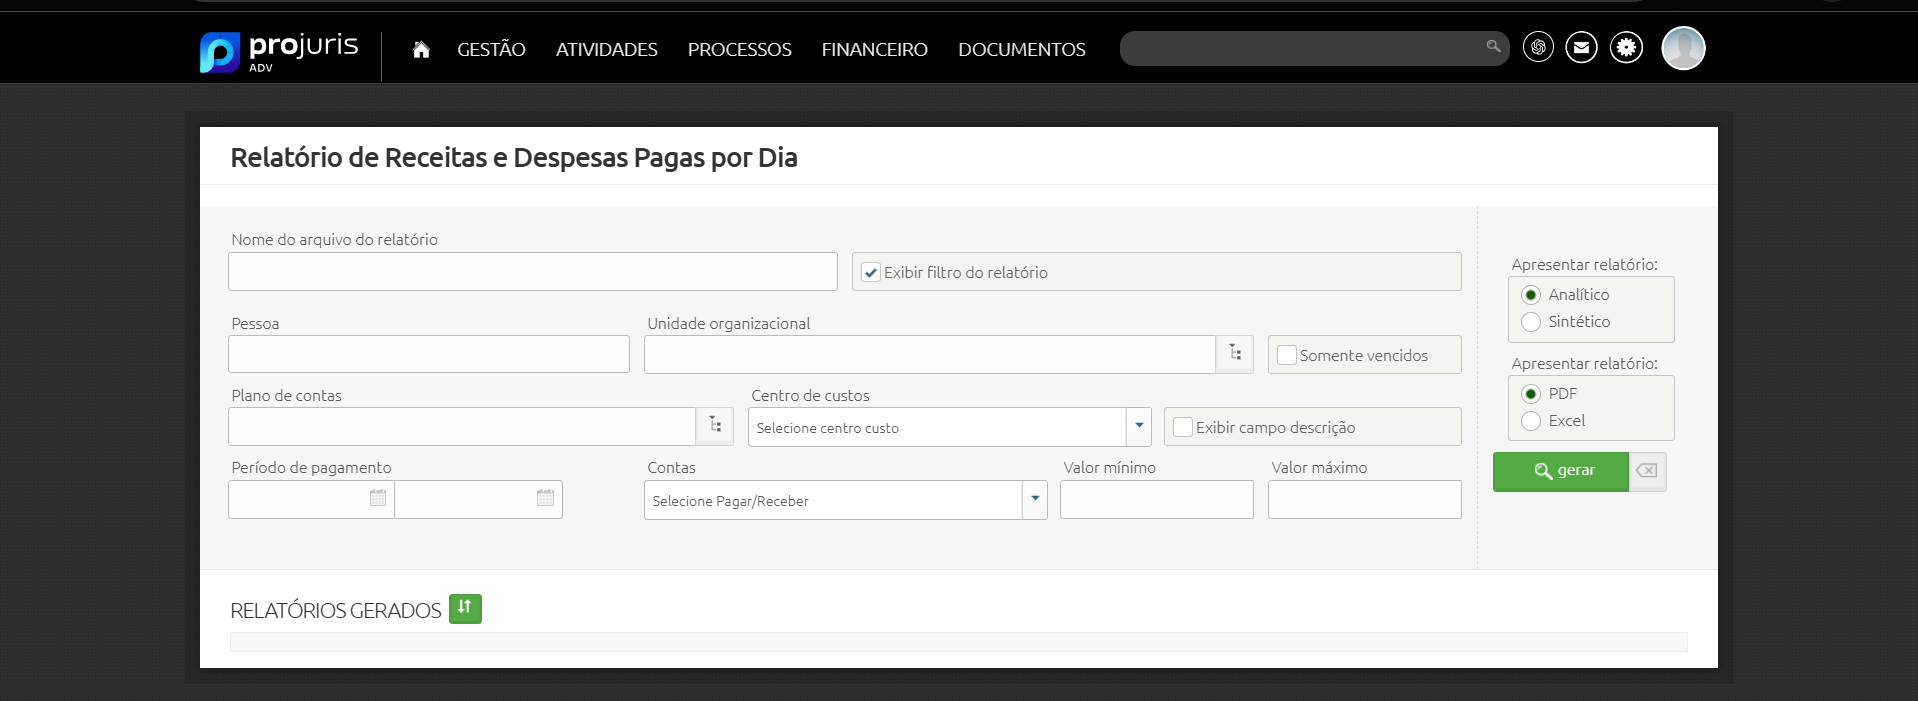 projuris
ADV
GESTÃO ATIVIDADES PROCESSOS FINANCEIRO DOCUMENTOS
Relatório de Receitas e Despesas Pagas por Dia
Nome do arquivo do relatório
Exibir filtro do relatório
Pessoa
Unidade organizacional
Somente vencidos
Plano de contas
Centro de custos
Selecione centro custo
Exibir campo descrição
Período de pagamento
Contas
Selecione Pagar/Receber
Valor mínimo
Valor máximo
Apresentar relatório:
Analítico
Sintético
Apresentar relatório:
PDF
Excel
gerar
RELATÓRIOS GERADOS